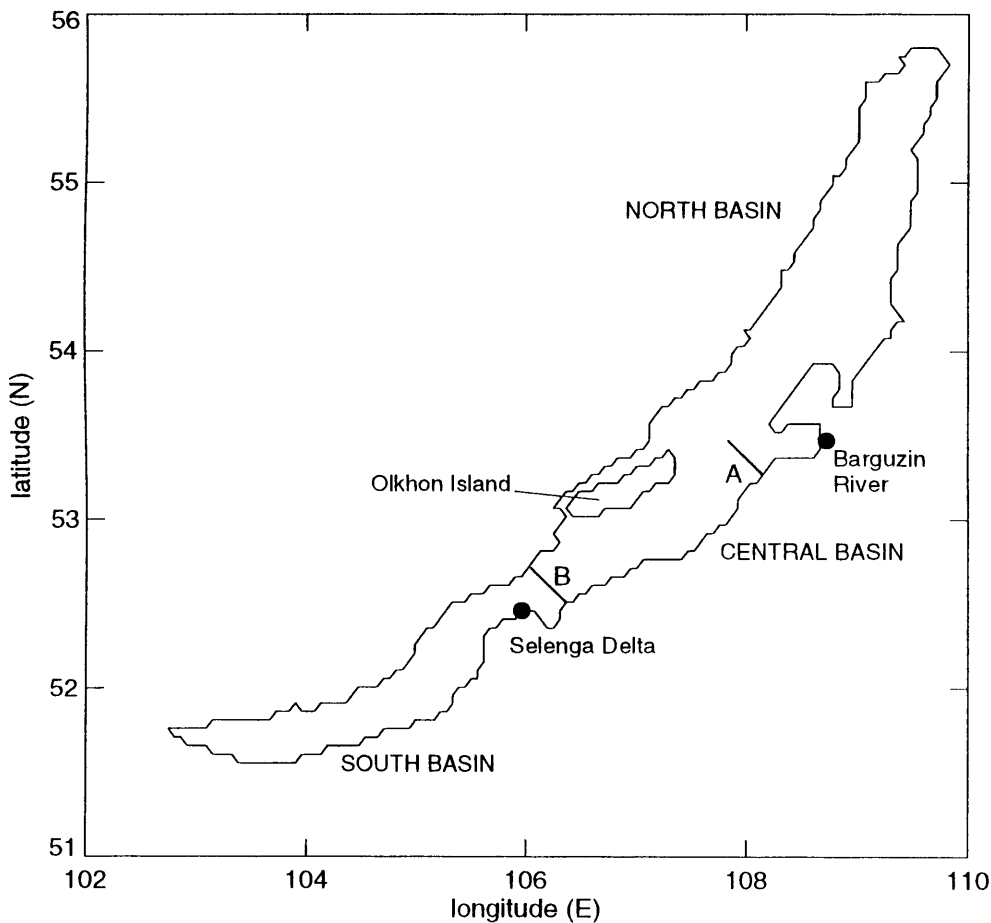 56
55
NORTH BASIN
54
latitude (N)
A
Barguzin
River
Olkhon Island
53
CENTRAL BASIN
B
Selenga Delta
52
SOUTH BASIN
51
102
104
106
108
110
longitude (E)